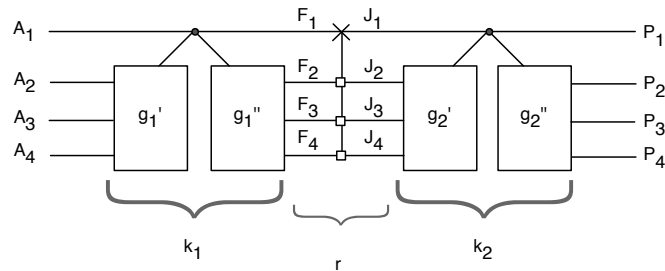 A1 F1 J1 P1
A2 F2 J2 P2
g1' g1" g2' g2"
A3 F3 J3 P3
A4 F4 J4 P4
k1 k2
r